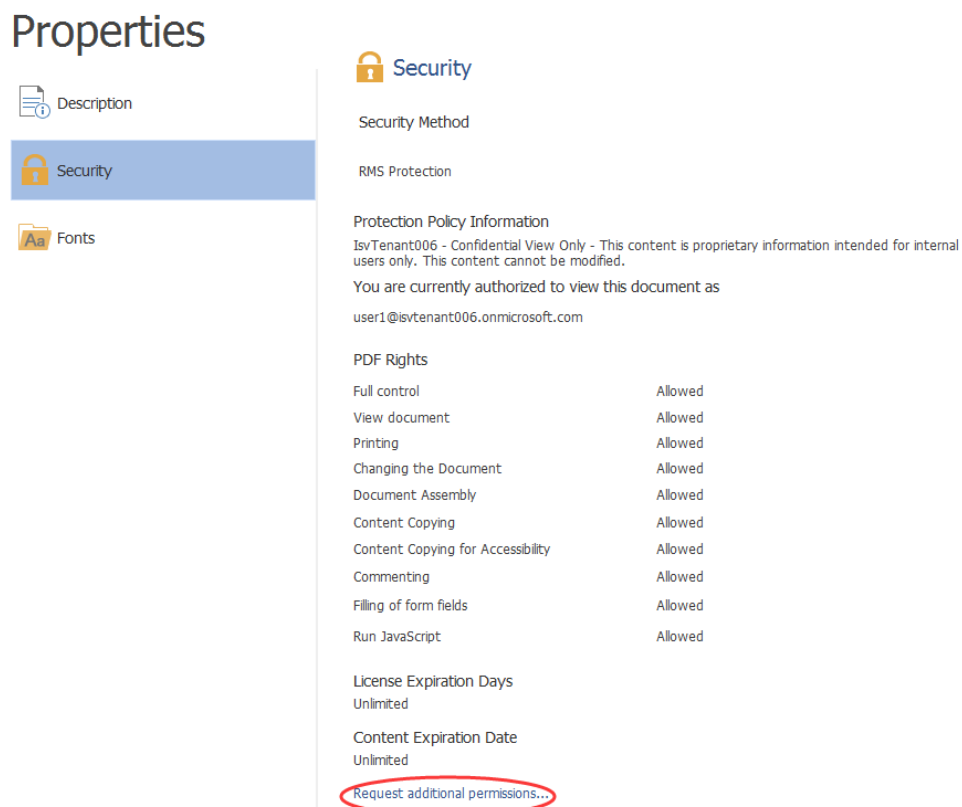 Properties
Description
Security
Aa Fonts
Security
Security Method
RMS Protection
Protection Policy Information
IsvTenant006 - Confidential View Only - This content is proprietary information intended for internal
users only. This content cannot be modified.
You are currently authorized to view this document as
user1@isvtenant006.onmicrosoft.com
PDF Rights
Full control Allowed
View document Allowed
Printing Allowed
Changing the Document Allowed
Document Assembly Allowed
Content Copying Allowed
Content Copying for Accessibility Allowed
Commenting Allowed
Filling of form fields Allowed
Run JavaScript Allowed
License Expiration Days
Unlimited
Content Expiration Date
Unlimited
Request additional permissions...